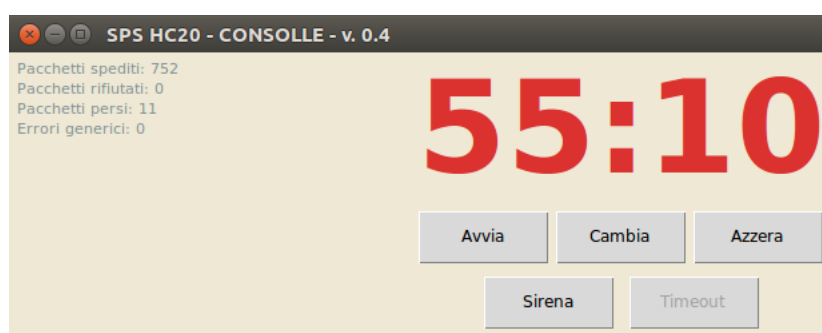 SPS HC20 - CONSOLLE - v. 0.4
Pacchetti spediti: 752
Pacchetti rifiutati: 0
Pacchetti persi: 11
Errori generici: 0
55:10
Avvia Cambia Azzera
Sirena Timeout